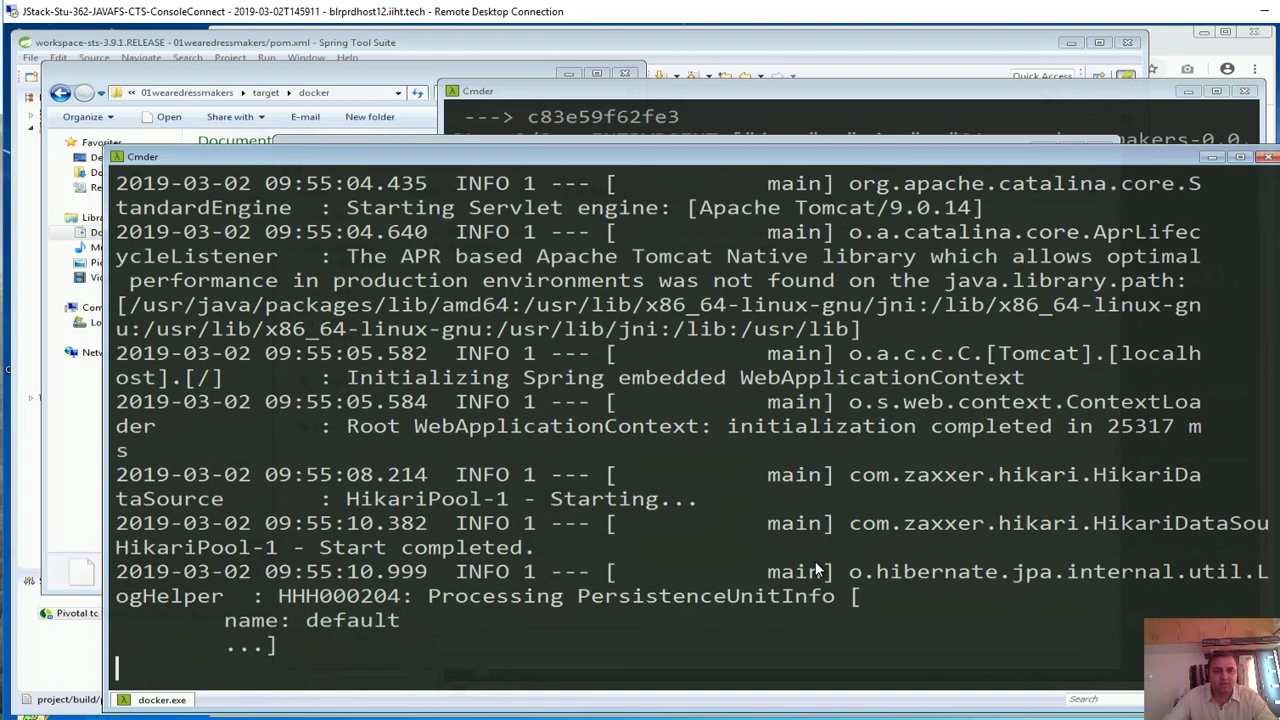 JStack-Stu-362-JAVAFS-CTS-ConsoleConnect - 2019-03-02T145911 - blrprdhost12.iiht.tech - Remote Desktop Connection
workspace-sts-3.9.1.RELEASE - 01wearedressmakers/pom.xml - Spring Tool Suite
File Edit Source Navigate Search Project Run Window Help
Quick Access
01wearedressmakers target docker
Cmder
Organize Open Share with E-mail New folder
---> c83e59f62fe3
Cmder
2019-03-02 09:55:04.435 INFO 1 --- [ main] org.apache.catalina.core.S
tandardEngine : Starting Servlet engine: [Apache Tomcat/9.0.14]
2019-03-02 09:55:04.640 INFO 1 --- [ main] o.a.catalina.core.AprLifec
ycleListener : The APR based Apache Tomcat Native library which allows optimal
performance in production environments was not found on the java.library.path:
[/usr/java/packages/lib/amd64:/usr/lib/x86_64-linux-gnu/jni:/lib/x86_64-linux-gn
u:/usr/lib/x86_64-linux-gnu:/usr/lib/jni:/lib:/usr/lib]
2019-03-02 09:55:05.582 INFO 1 --- [ main] o.a.c.c.C.[Tomcat].[localh
ost].[/] : Initializing Spring embedded WebApplicationContext
2019-03-02 09:55:05.584 INFO 1 --- [ main] o.s.web.context.ContextLoa
der : Root WebApplicationContext: initialization completed in 25317 m
s
2019-03-02 09:55:08.214 INFO 1 --- [ main] com.zaxxer.hikari.HikariDa
taSource : HikariPool-1 - Starting...
2019-03-02 09:55:10.382 INFO 1 --- [ main] com.zaxxer.hikari.HikariDataSou
HikariPool-1 - Start completed.
2019-03-02 09:55:10.999 INFO 1 --- [ main] o.hibernate.jpa.internal.util.L
ogHelper : HHH000204: Processing PersistenceUnitInfo [
name: default
...]
Pivotal tc
project/build/
docker.exe
Search